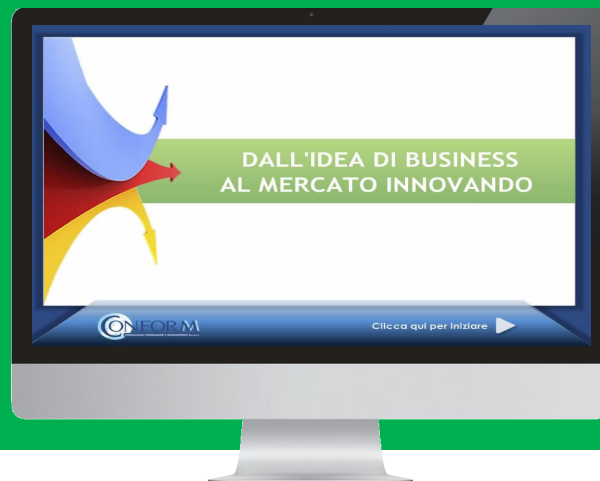 DALL'IDEA DI BUSINESS
AL MERCATO INNOVANDO
CONFORM
Clicca qui per iniziare